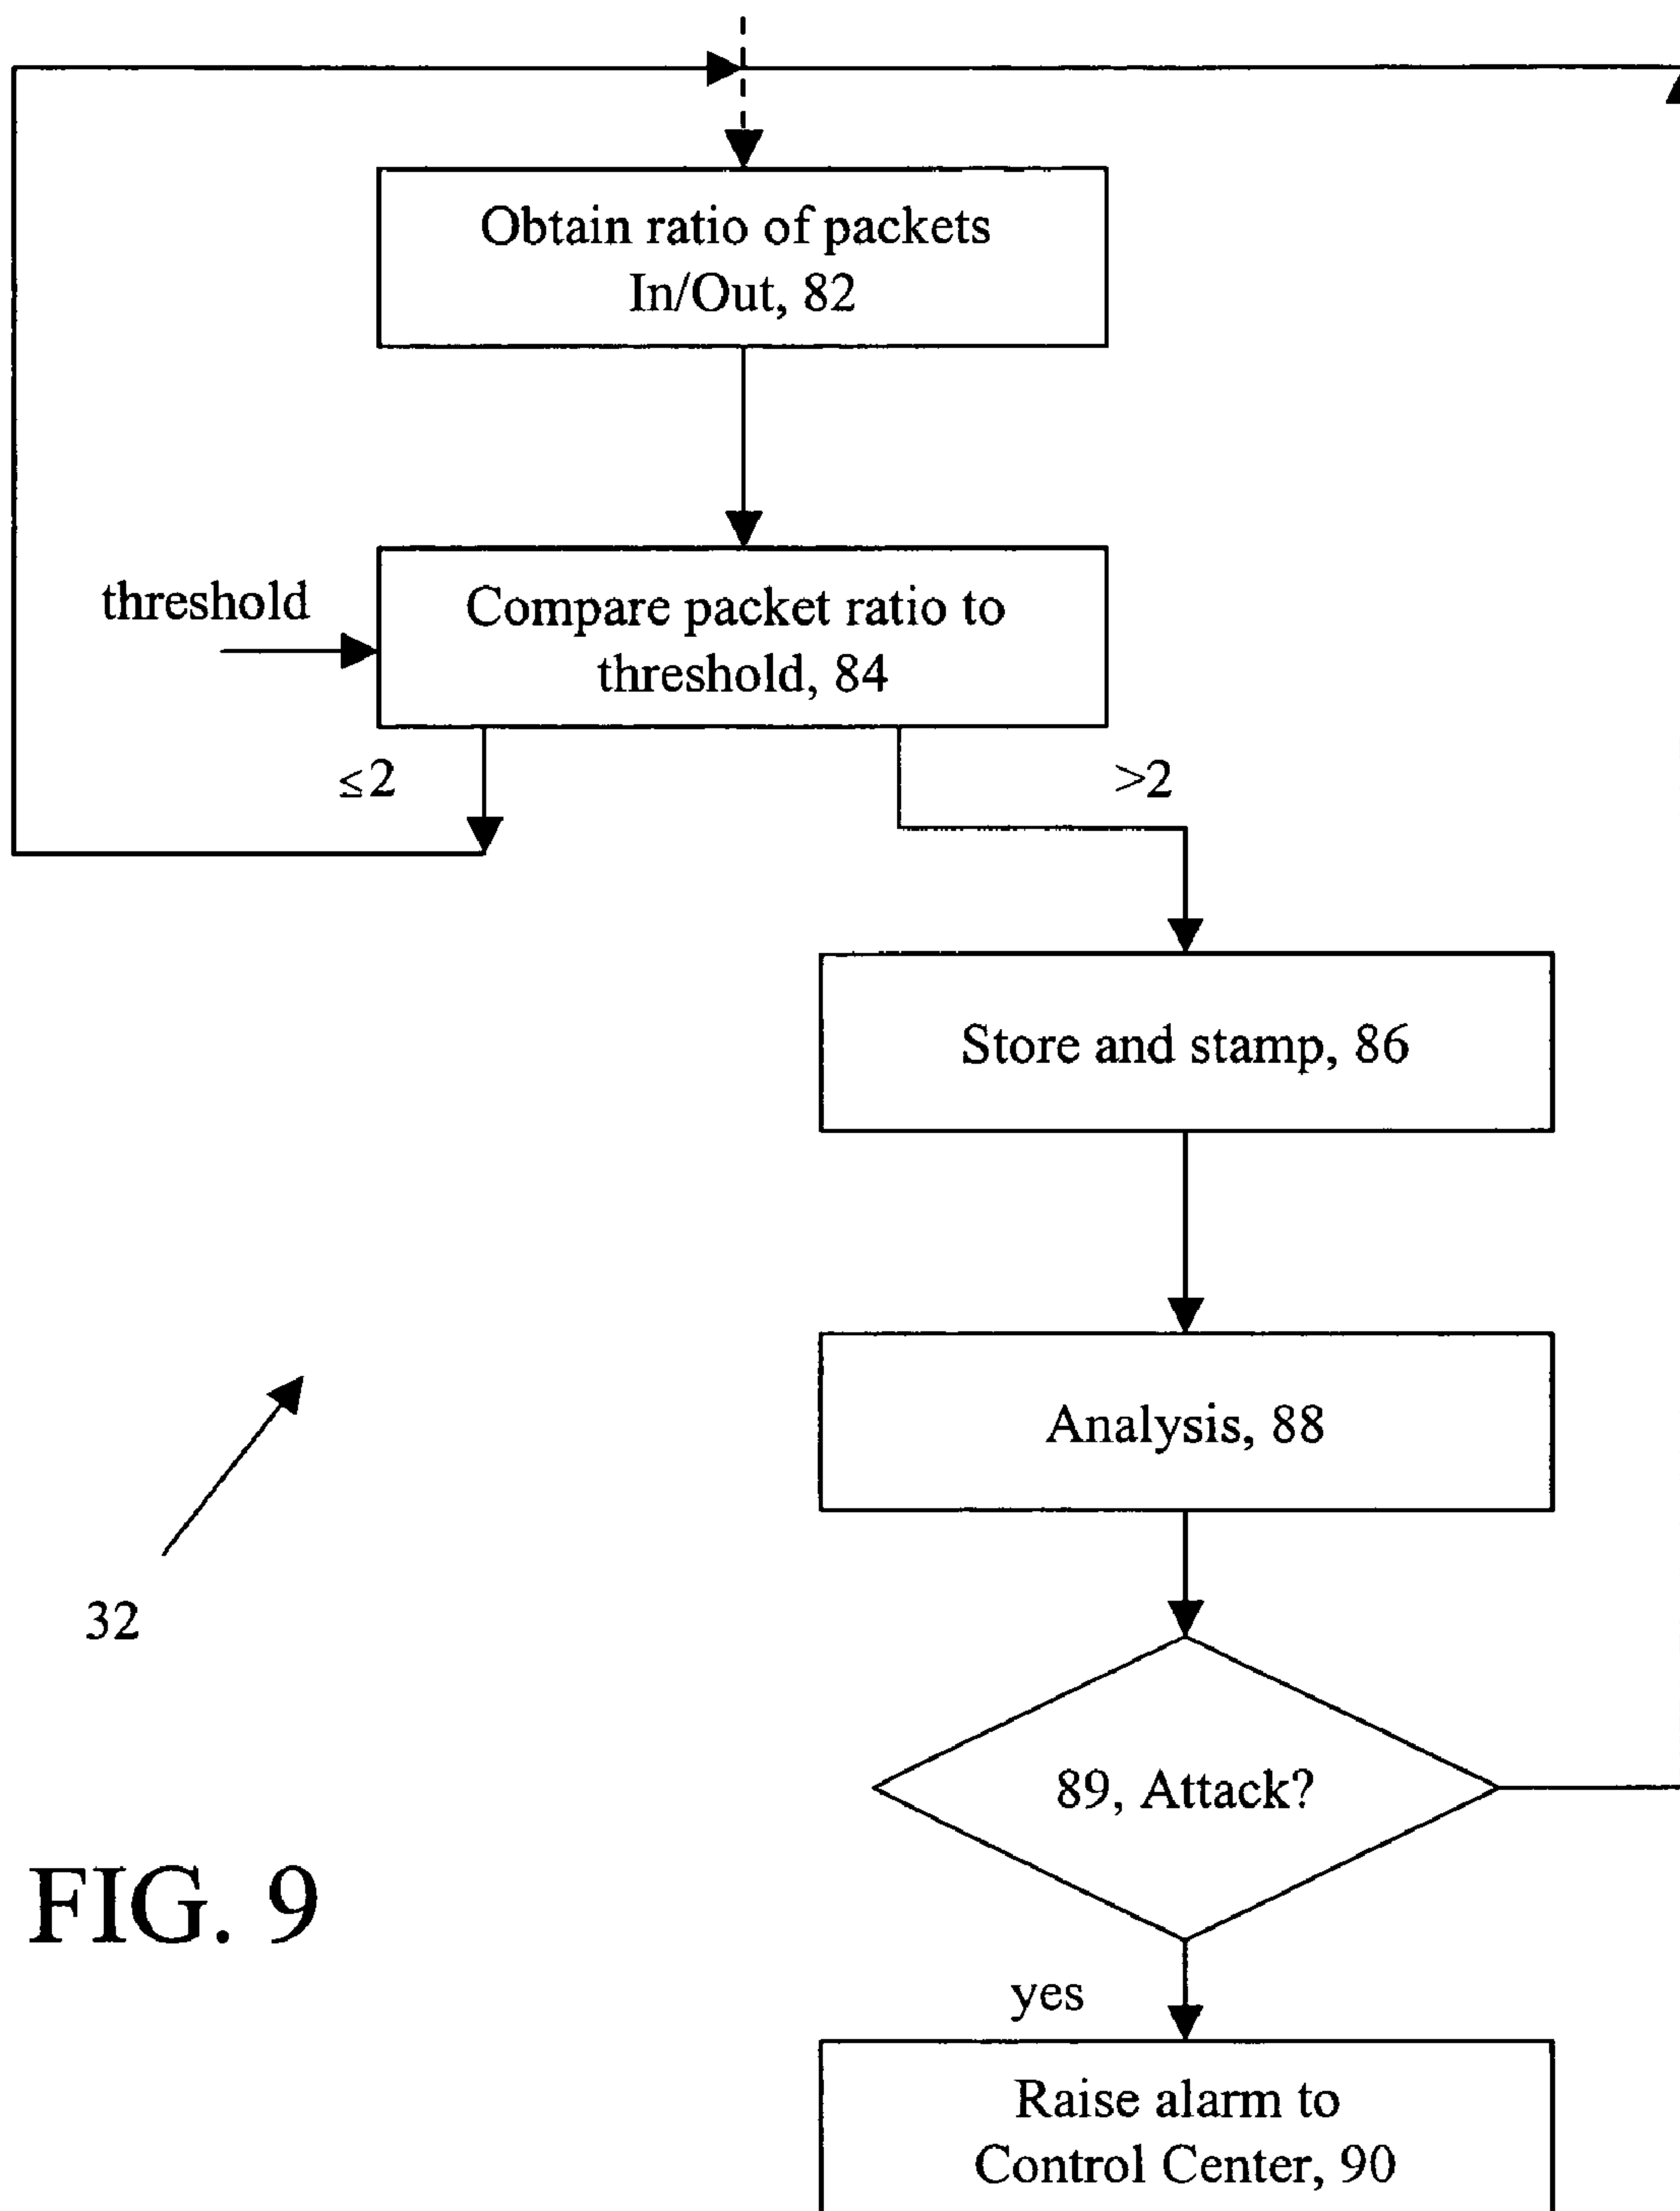 Obtain ratio of packets
In/Out, 82
threshold
Compare packet ratio to
threshold, 84
≤2
>2
Store and stamp, 86
Analysis, 88
32
89, Attack?
FIG. 9
yes
Raise alarm to
Control Center, 90